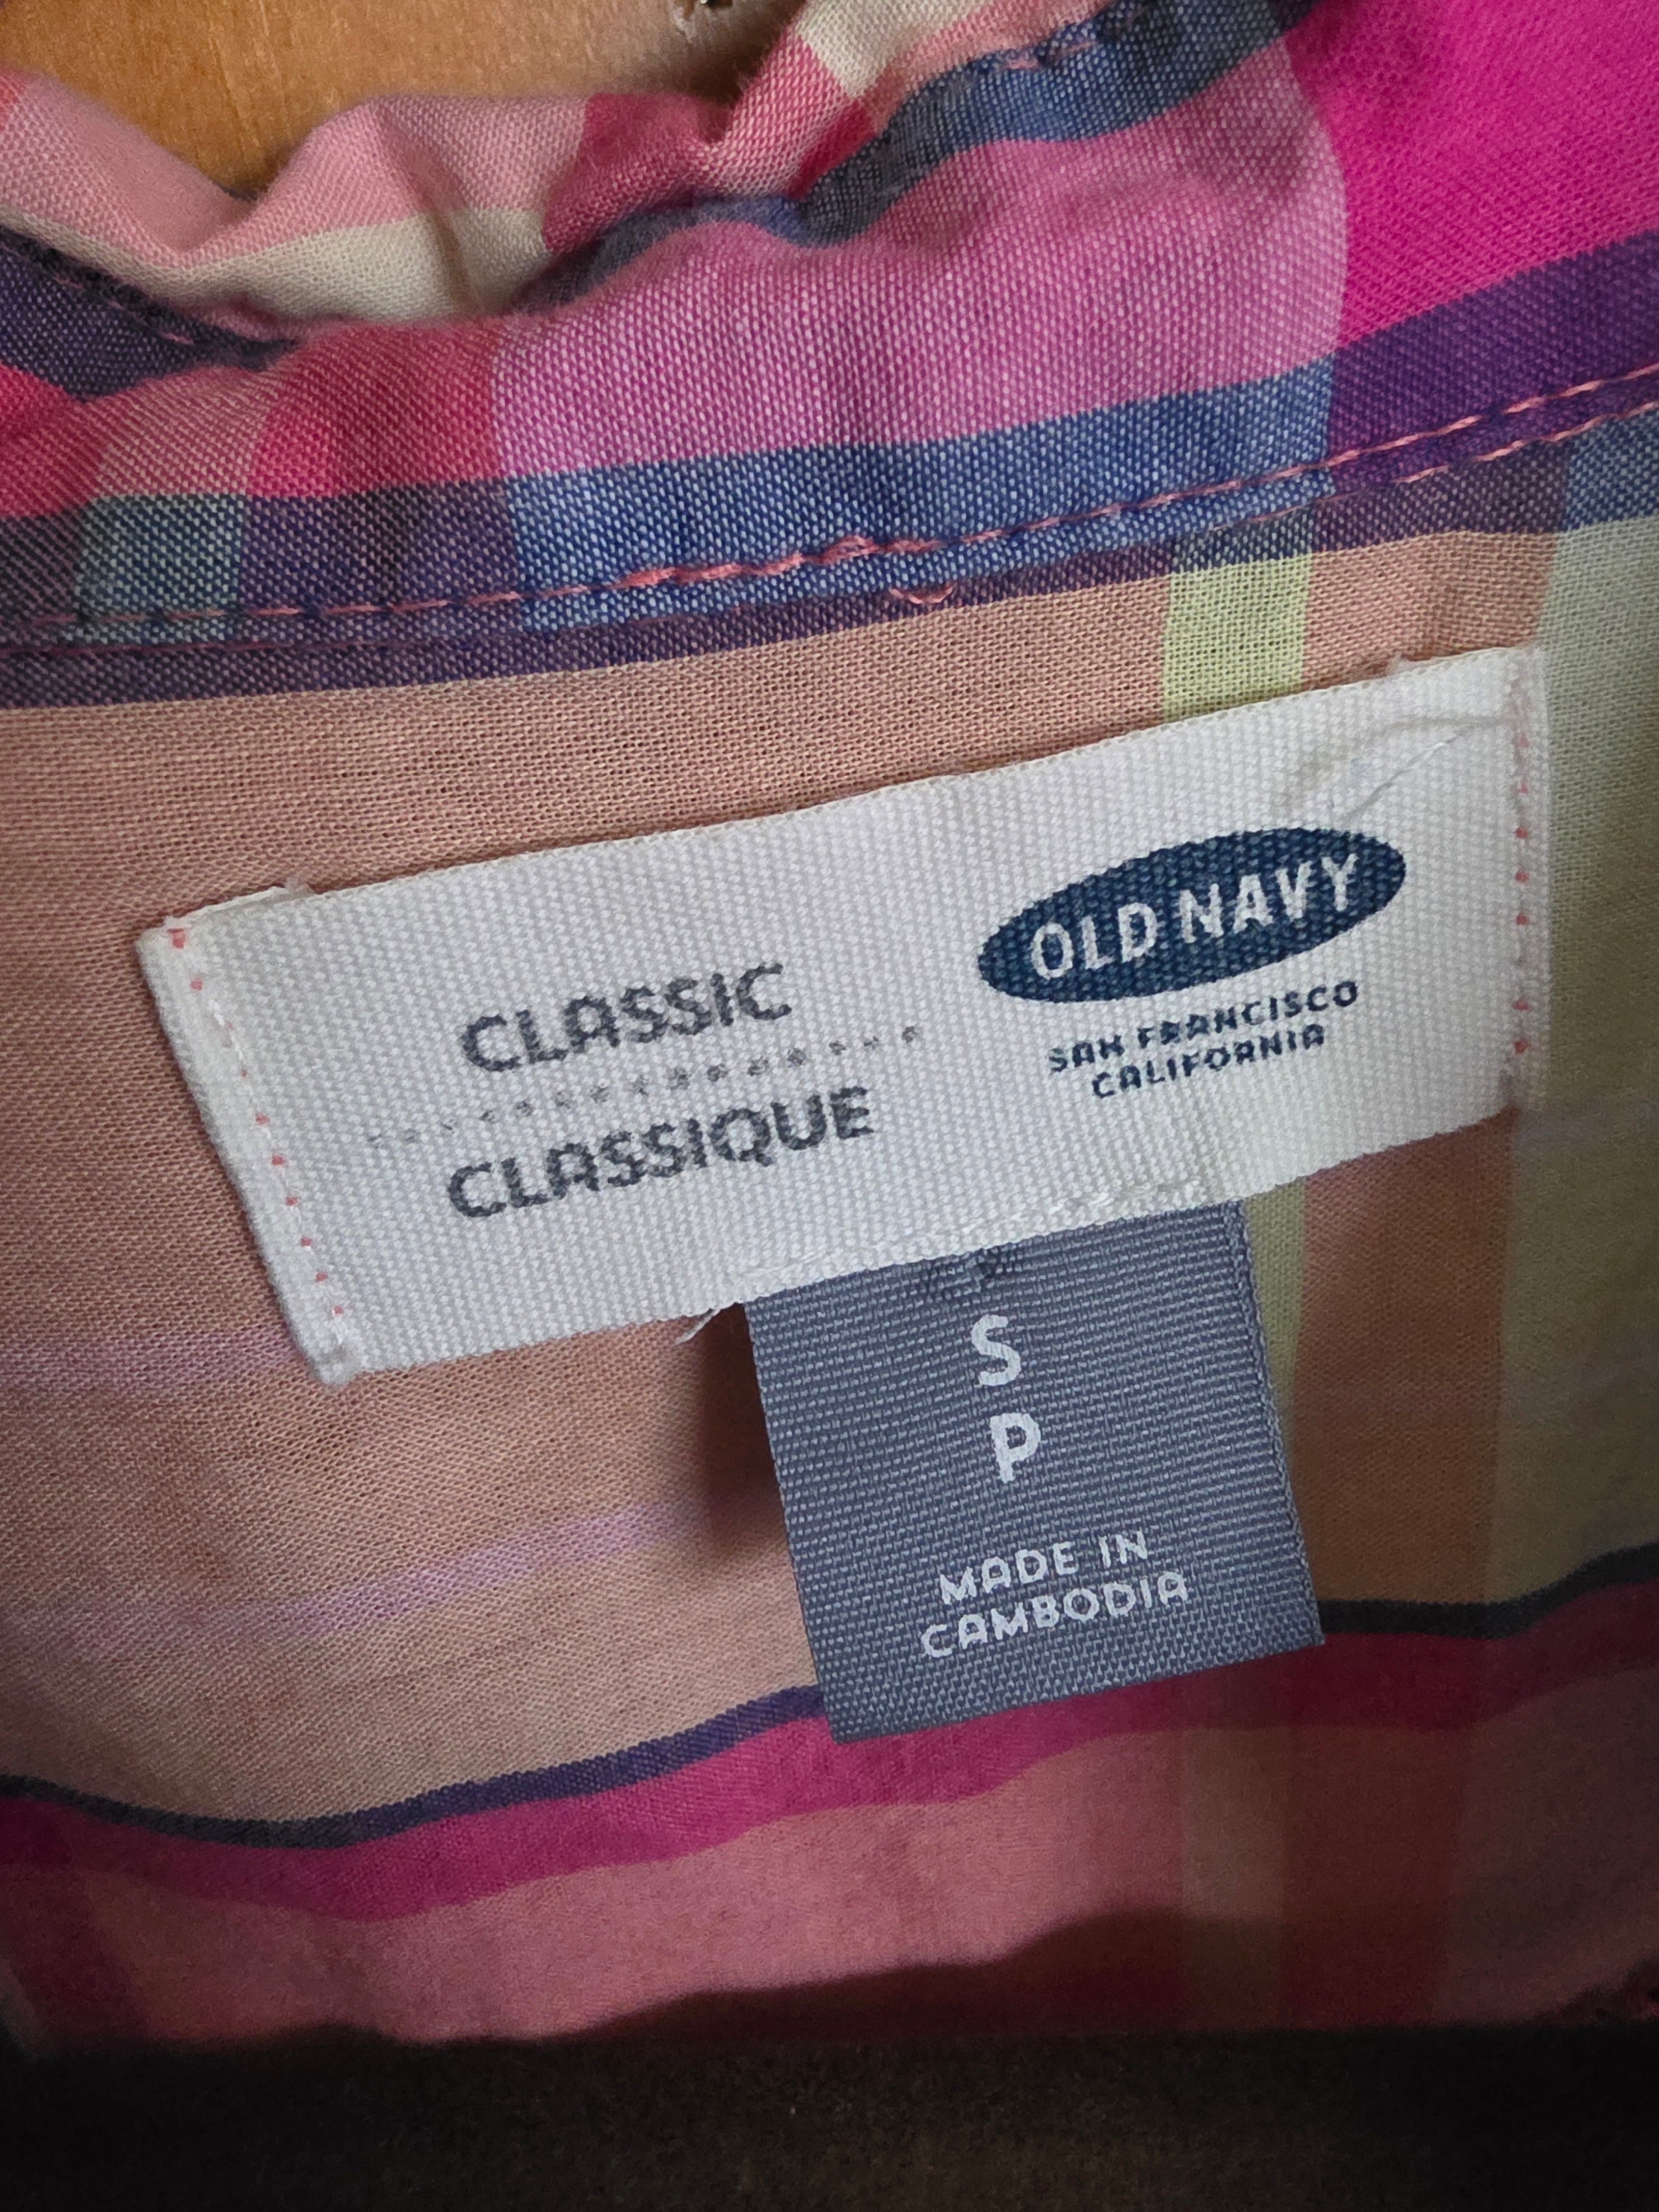 CLASSIC
CLASSIQUE
OLD NAVY
SAN FRANCISCO
CALIFORNIA
S
P
MADE IN
CAMBODIA